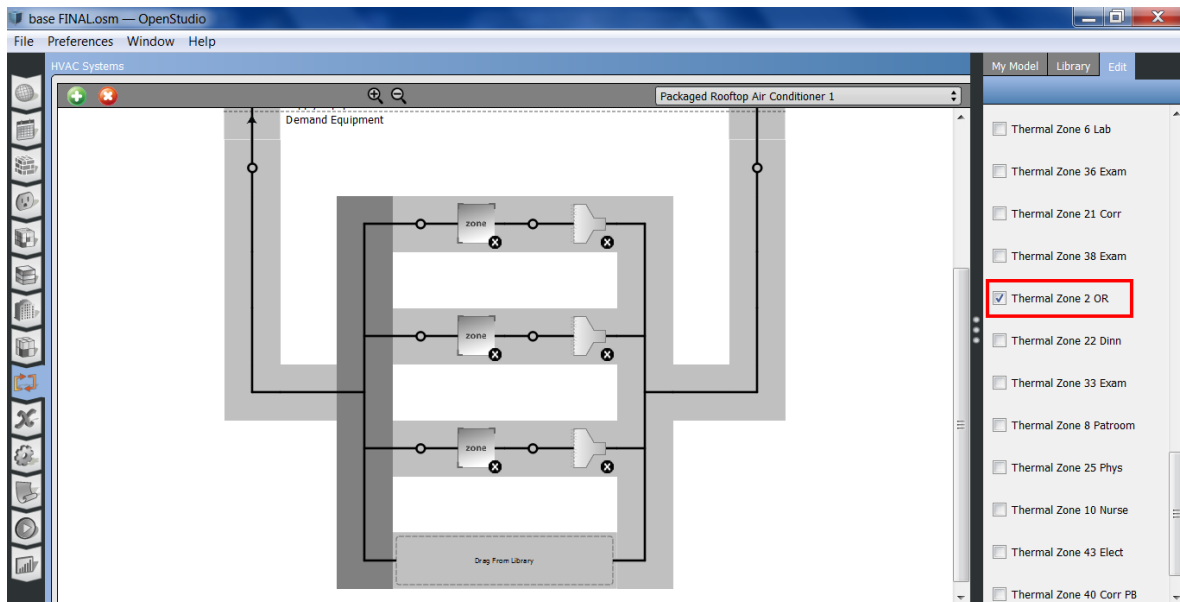 base FINAL.osm — OpenStudio
File Preferences Window Help
HVAC Systems
My Model Library Edit
Packaged Rooftop Air Conditioner 1
Demand Equipment
zone
zone
zone
Drag From Library
Thermal Zone 6 Lab
Thermal Zone 36 Exam
Thermal Zone 21 Corr
Thermal Zone 38 Exam
Thermal Zone 2 OR
Thermal Zone 22 Dinn
Thermal Zone 33 Exam
Thermal Zone 8 Patroom
Thermal Zone 25 Phys
Thermal Zone 10 Nurse
Thermal Zone 43 Elect
Thermal Zone 40 Corr PB